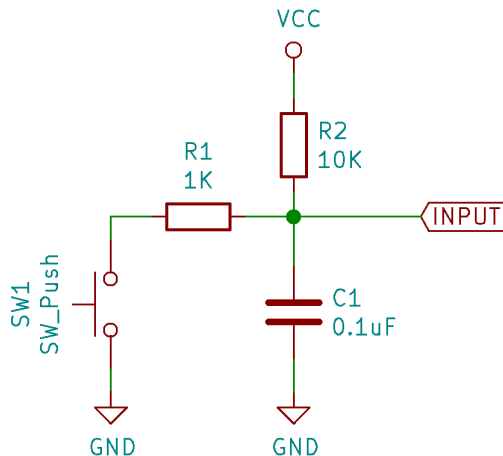 VCC
R2
10K
R1
1K
INPUT
SW1
SW_Push
C1
0.1uF
GND
GND